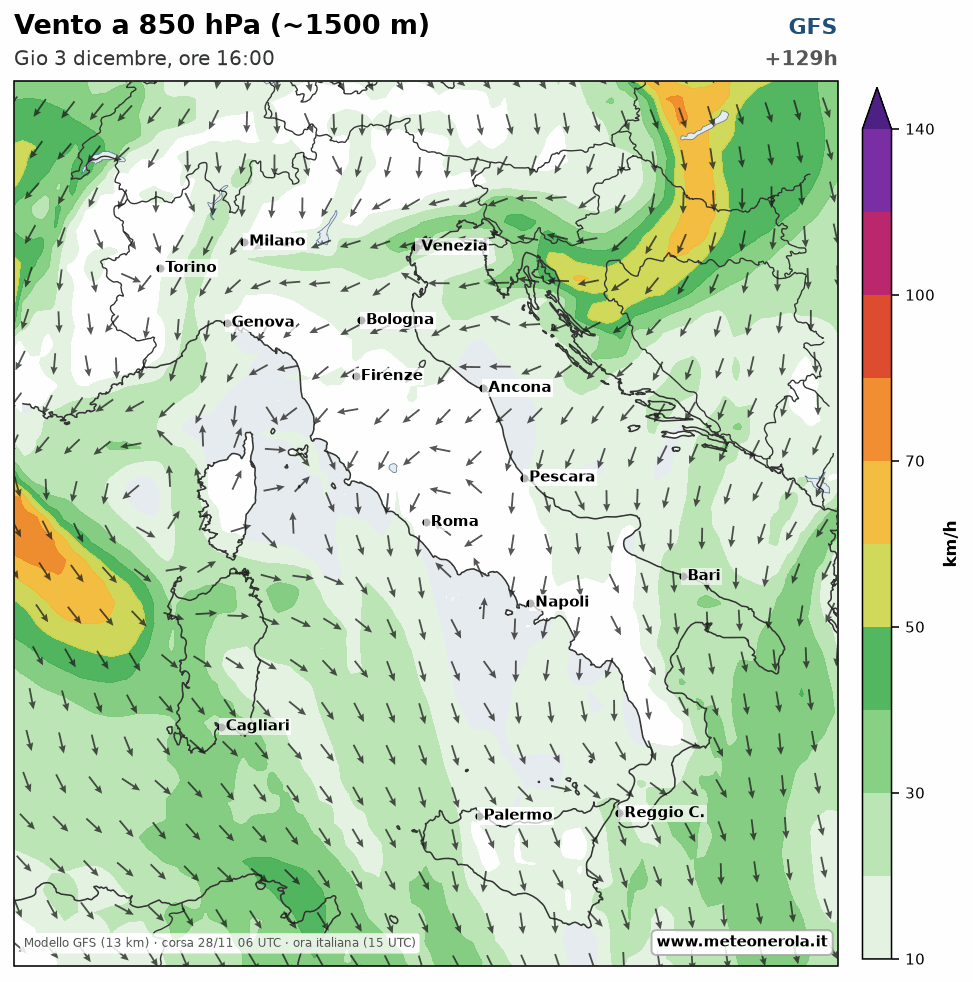 Vento a 850 hPa (~1500 m)
GFS
Gio 3 dicembre, ore 16:00
+129h
140
Milano
Venezia
Torino
100
Genova
Bologna
Firenze
Ancona
70
Pescara
Roma
km/h
Bari
Napoli
50
Cagliari
30
Palermo
Reggio C.
Modello GFS (13 km) · corsa 28/11 06 UTC · ora italiana (15 UTC)
www.meteonerola.it
10